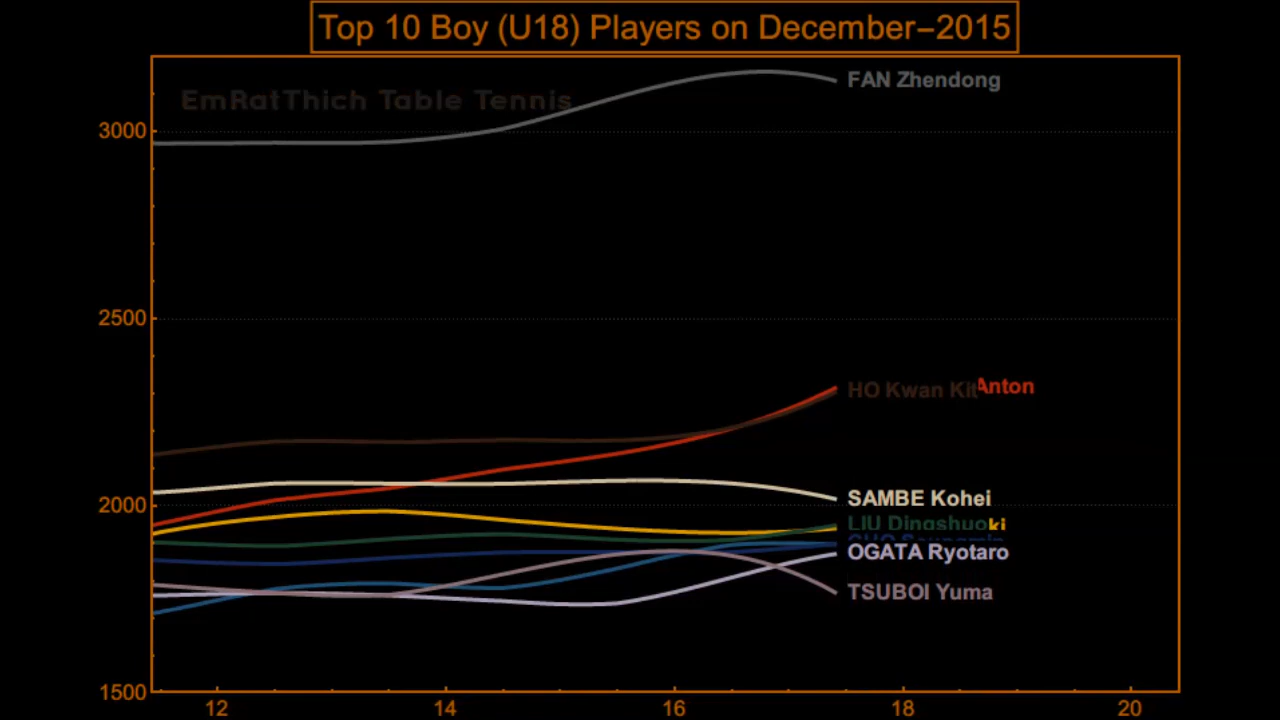 Top 10 Boy (U18) Players on December-2015
EmRatThich Table Tennis
FAN Zhendong
3000
2500
HO Kwan Kit
Anton
2000
SAMBE Kohei
LIU Dingshuo
ki
OGATA Ryotaro
TSUBOI Yuma
1500
12 14 16 18 20